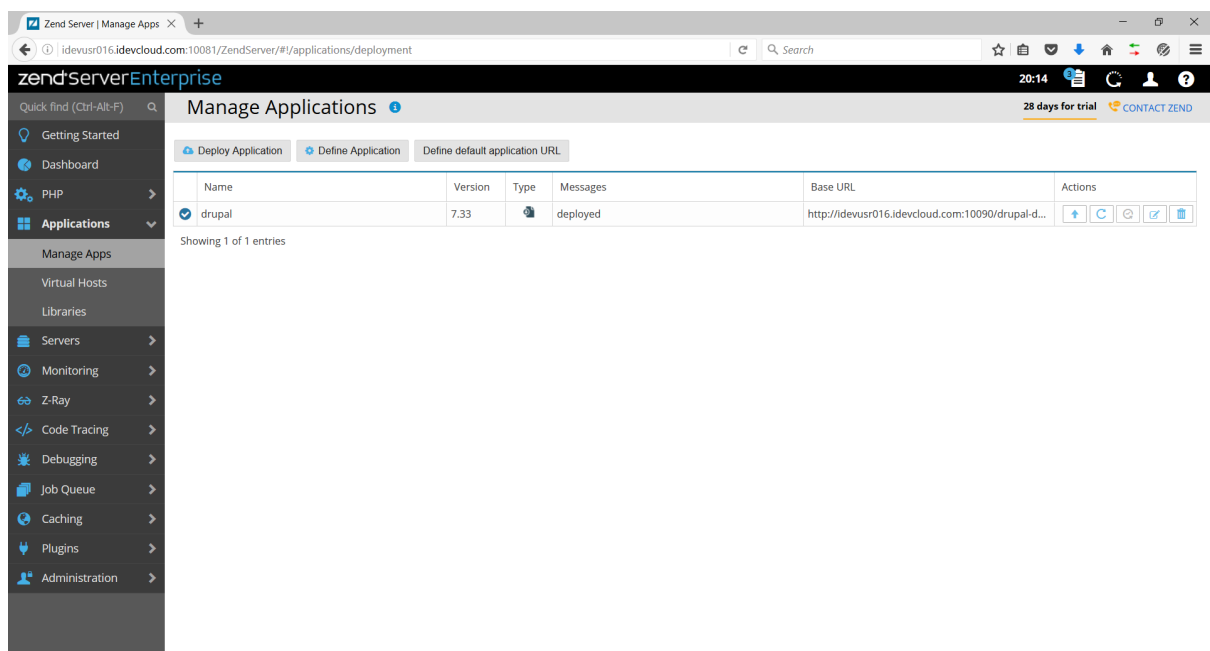 Zend Server | Manage Apps
idevusr016.idevcloud.com:10081/ZendServer/#!/applications/deployment
Search
zend Server Enterprise
20:14
3
Quick find (Ctrl-Alt-F)
Manage Applications
28 days for trial
CONTACT ZEND
Getting Started
Dashboard
PHP
Applications
Manage Apps
Virtual Hosts
Libraries
Servers
Monitoring
Z-Ray
Code Tracing
Debugging
Job Queue
Caching
Plugins
Administration
Deploy Application Define Application Define default application URL
Name Version Type Messages Base URL Actions
drupal 7.33 deployed http://idevusr016.idevcloud.com:10090/drupal-d...
Showing 1 of 1 entries